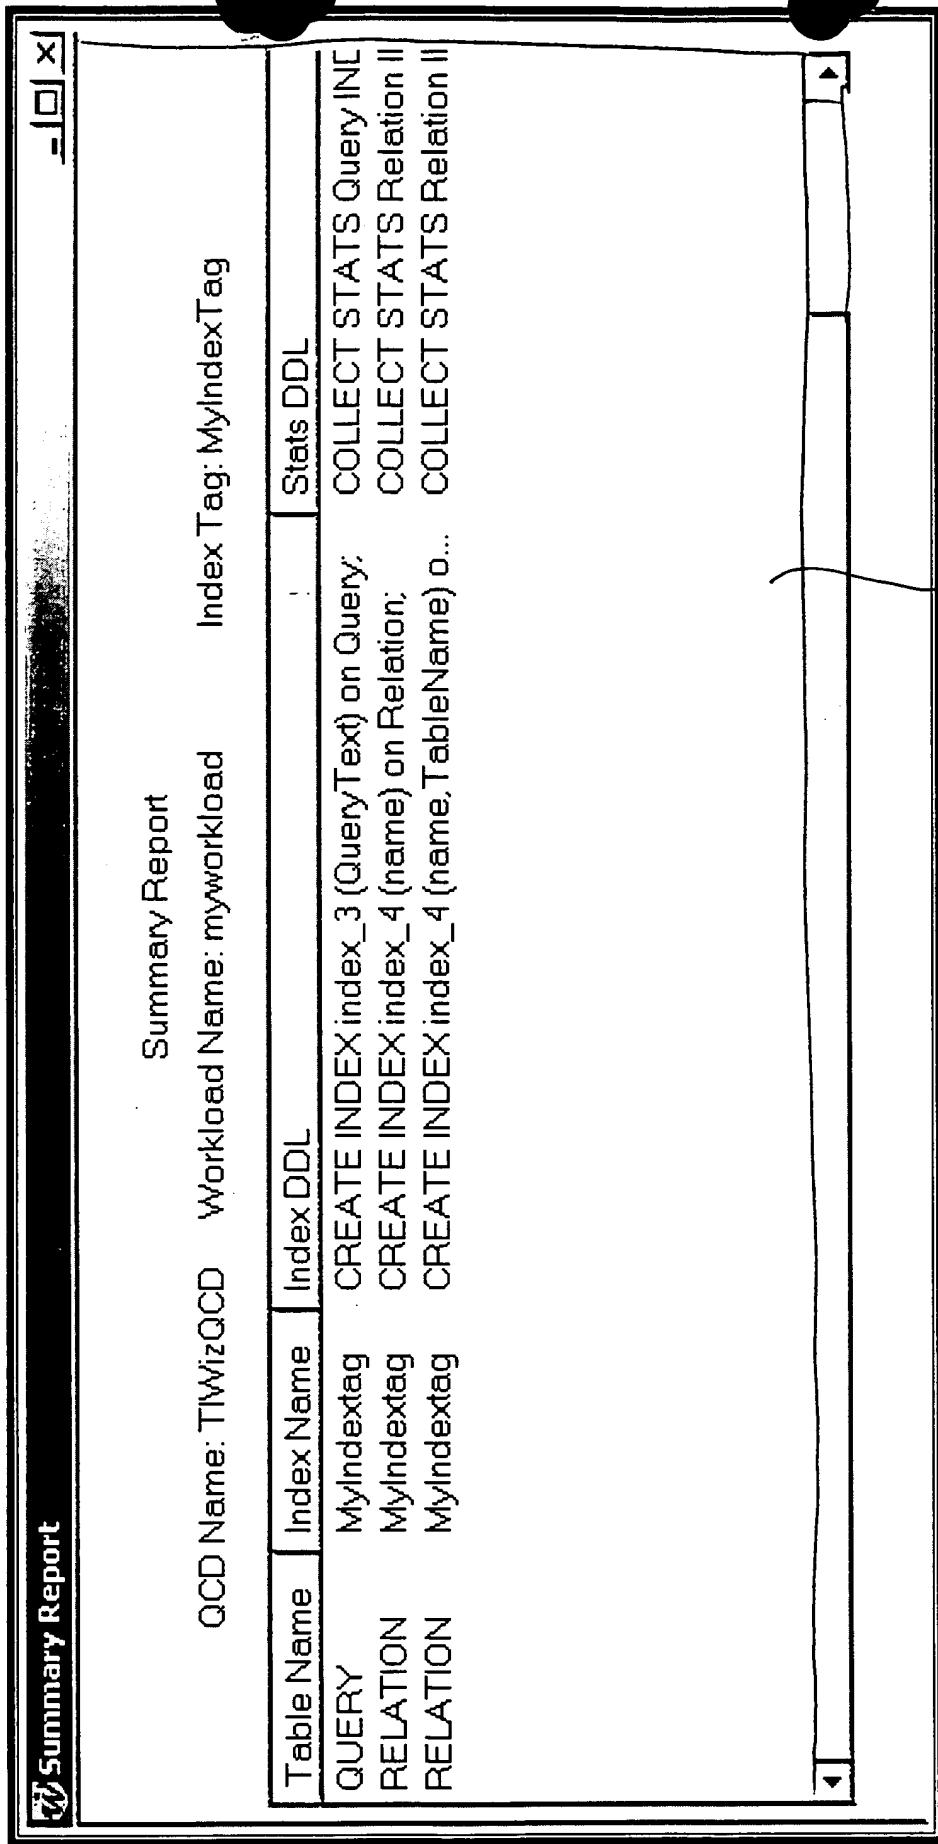 Summary Report
Summary Report
QCD Name: TIWizQCD Workload Name: myworkload Index Tag: MyIndexTag
Table Name Index Name Index DDL Stats DDL
QUERY MyIndextag CREATE INDEX index_3 (QueryText) on Query; COLLECT STATS Query IND
RELATION MyIndextag CREATE INDEX index_4 (name) on Relation; COLLECT STATS Relation II
RELATION MyIndextag CREATE INDEX index_4 (name,TableName) o... COLLECT STATS Relation II